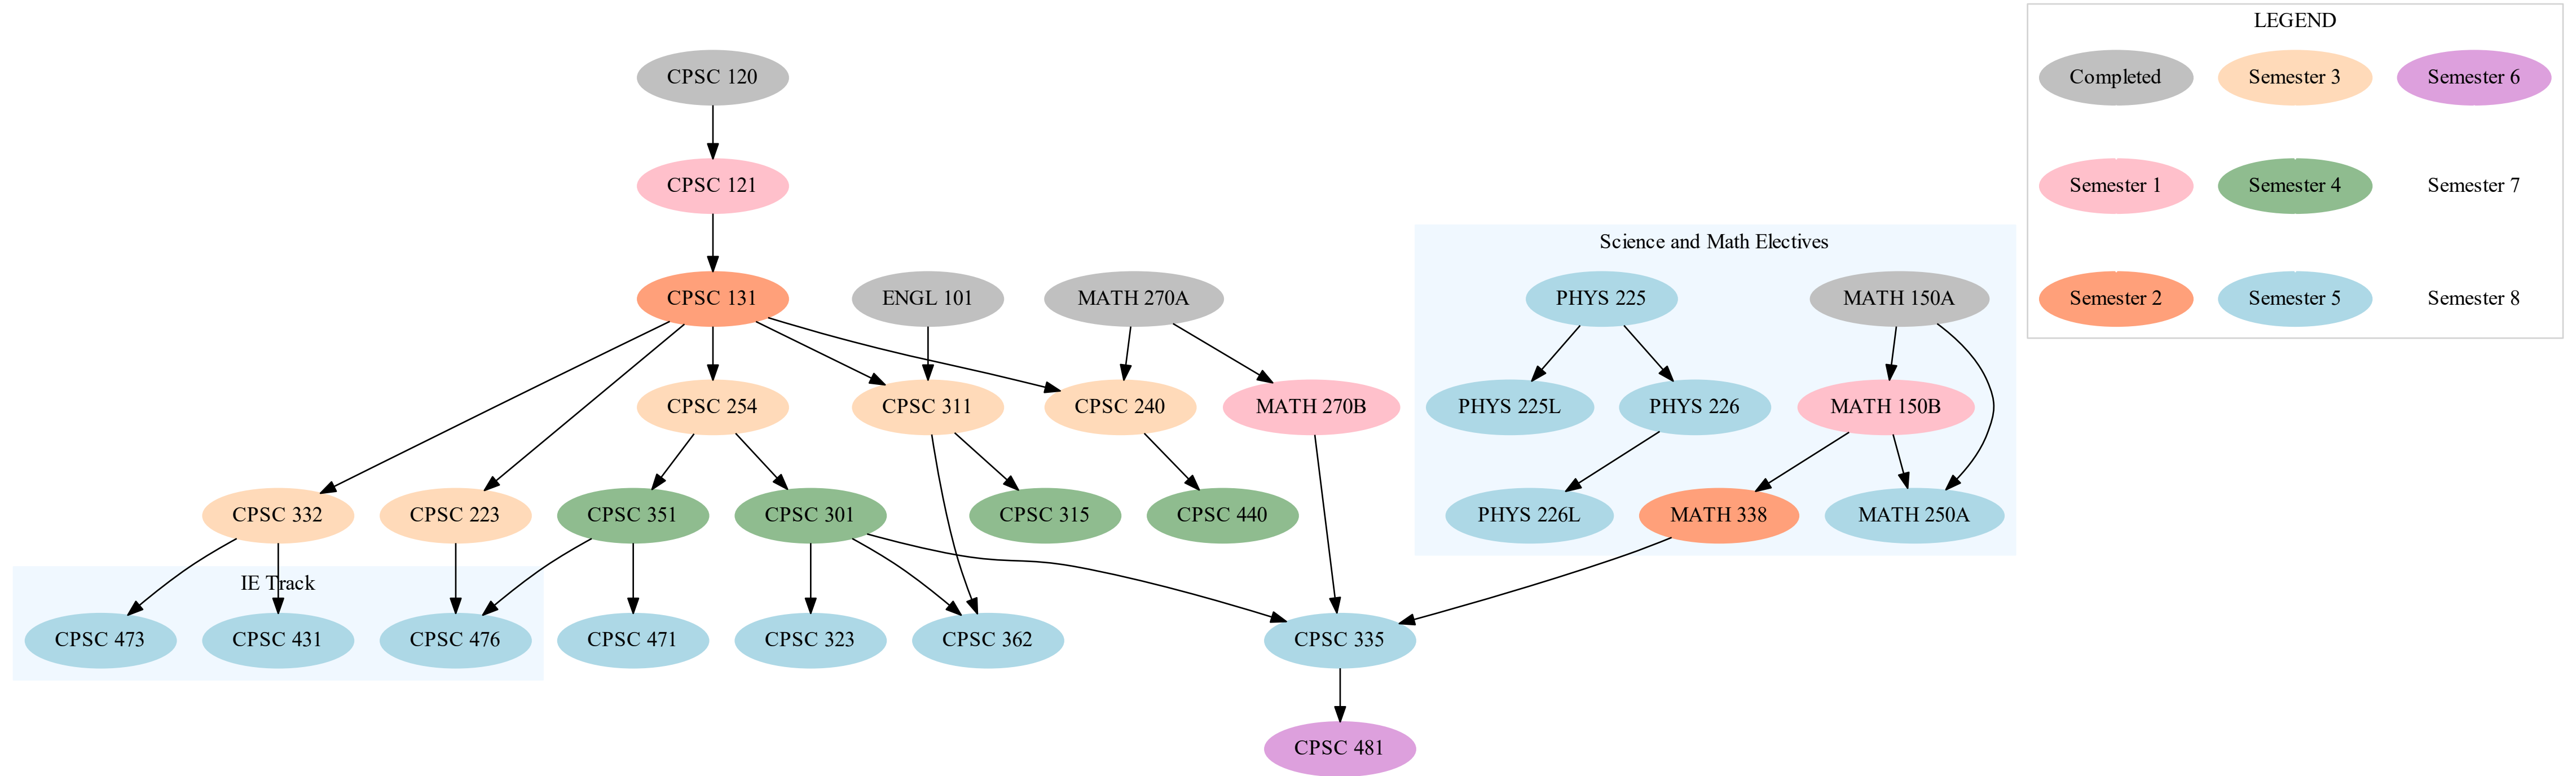 LEGEND
CPSC 120
Completed
Semester 3
Semester 6
CPSC 121
Semester 1
Semester 4
Semester 7
Science and Math Electives
CPSC 131
ENGL 101
MATH 270A
PHYS 225
MATH 150A
Semester 2
Semester 5
Semester 8
CPSC 254
CPSC 311
CPSC 240
MATH 270B
PHYS 225L
PHYS 226
MATH 150B
CPSC 332
CPSC 223
CPSC 351
CPSC 301
CPSC 315
CPSC 440
PHYS 226L
MATH 338
MATH 250A
IE Track
CPSC 473
CPSC 431
CPSC 476
CPSC 471
CPSC 323
CPSC 362
CPSC 335
CPSC 481